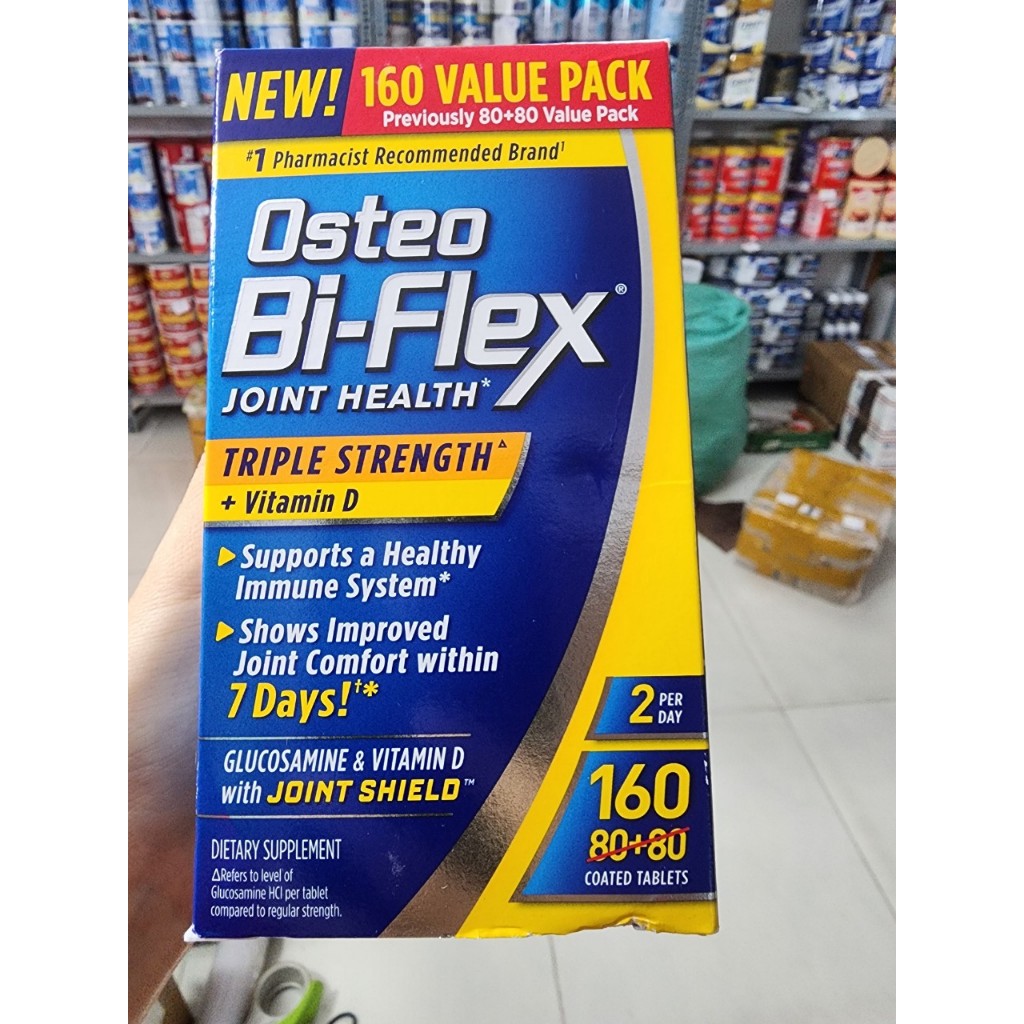 NEW! 160 VALUE PACK
Previously 80+80 Value Pack
#1 Pharmacist Recommended Brand¹
Osteo
Bi-Flex®
JOINT HEALTH*
TRIPLE STRENGTH△
+ Vitamin D
Supports a Healthy
Immune System*
Shows Improved
Joint Comfort within
7 Days!†*
GLUCOSAMINE & VITAMIN D
with JOINT SHIELD™
DIETARY SUPPLEMENT
△Refers to level of
Glucosamine HCl per tablet
compared to regular strength.
2 PER
DAY
160
80+80
COATED TABLETS